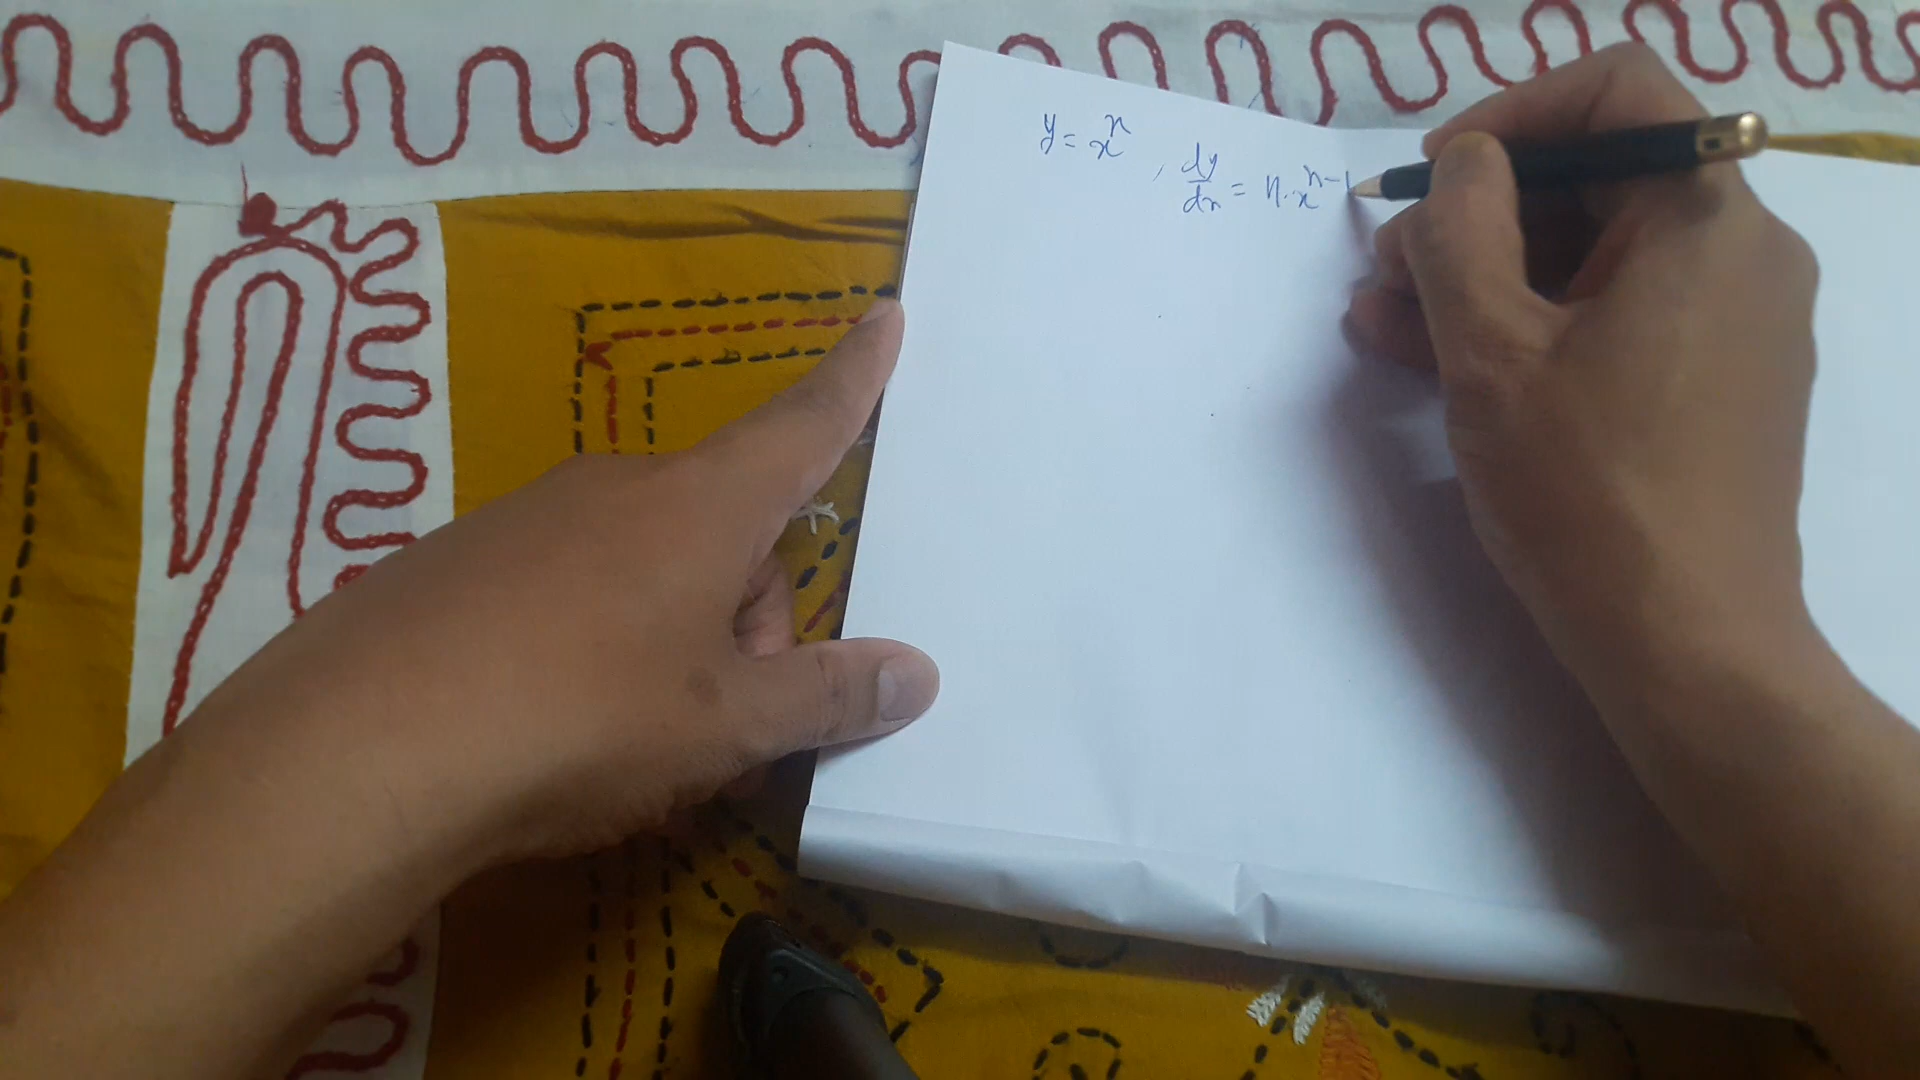 y = x^n , dy/dx = n·x^{n-1}